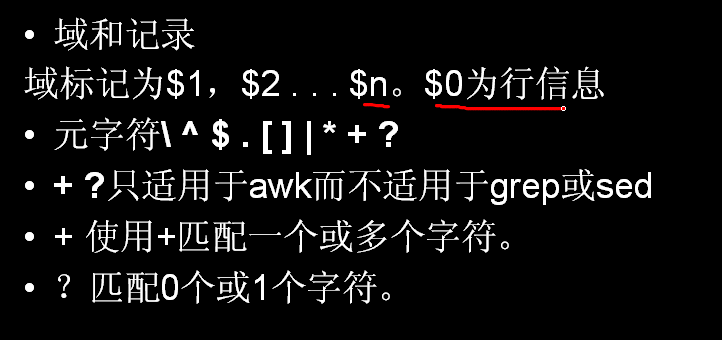 • 域和记录
域标记为$1，$2 . . . $n。$0为行信息
• 元字符\ ^ $ . [ ] | * + ?
• + ?只适用于awk而不适用于grep或sed
• + 使用+匹配一个或多个字符。
• ？匹配0个或1个字符。